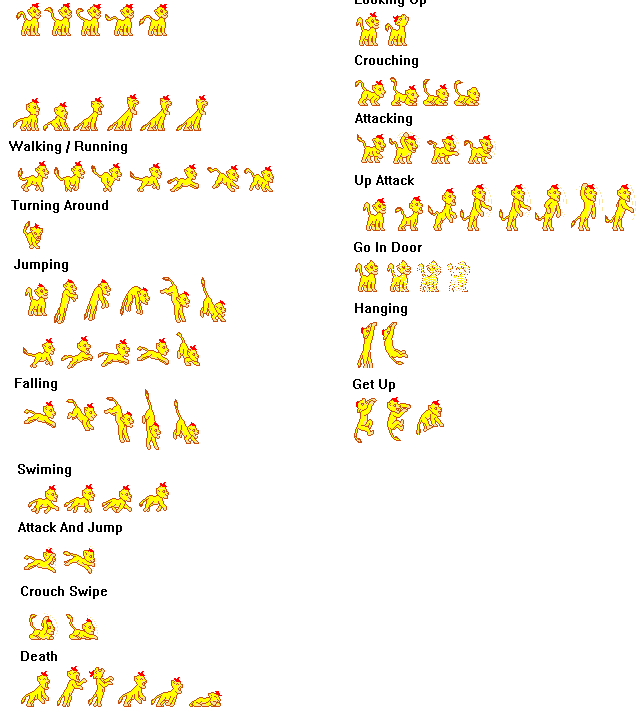 Walking / Running
Turning Around
Jumping
Falling
Swiming
Attack And Jump
Crouch Swipe
Death
Looking Up
Crouching
Attacking
Up Attack
Go In Door
Hanging
Get Up